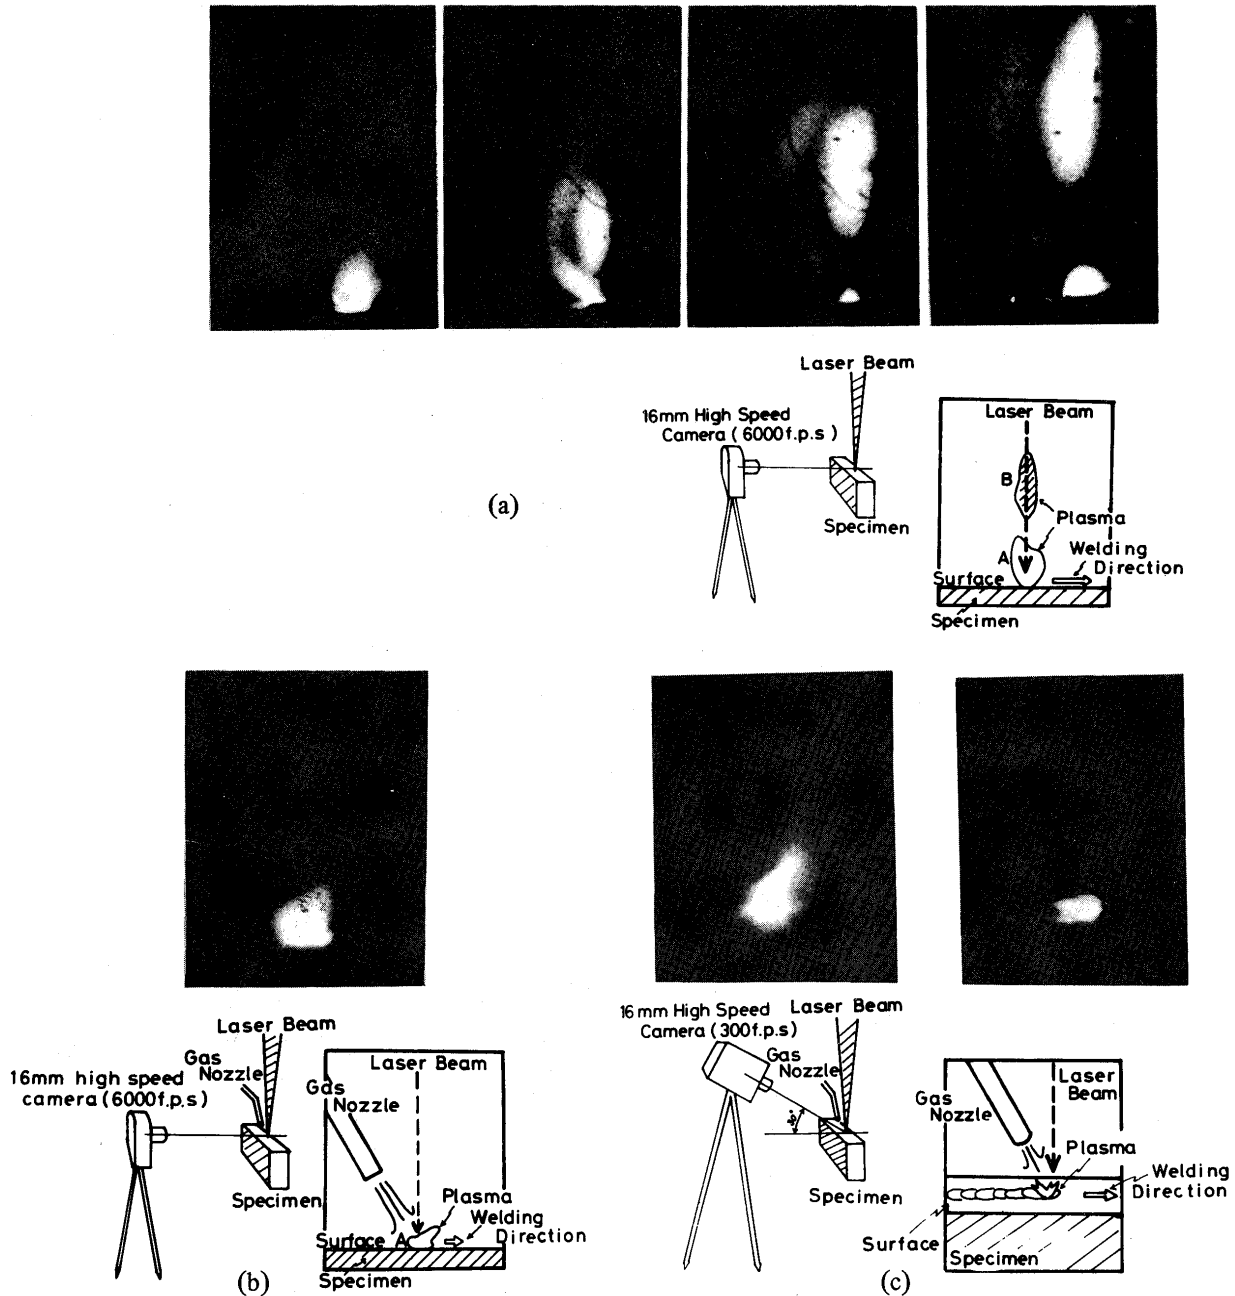 Laser Beam
16mm High Speed
Camera (6000f.p.s)
Specimen
(a)
Laser Beam
B
Plasma
A
Welding
Direction
Surface
Specimen
Laser Beam
Gas
Nozzle
16mm high speed
camera(6000f.p.s)
Specimen
Laser Beam
Gas
Nozzle
Plasma
Welding
Direction
Surface
A
Specimen
(b)
16mm High Speed
Camera (300f.p.s)
Laser Beam
Gas
Nozzle
30°
Specimen
Laser
Beam
Gas
Nozzle
Plasma
Welding
Direction
Surface
Specimen
(c)